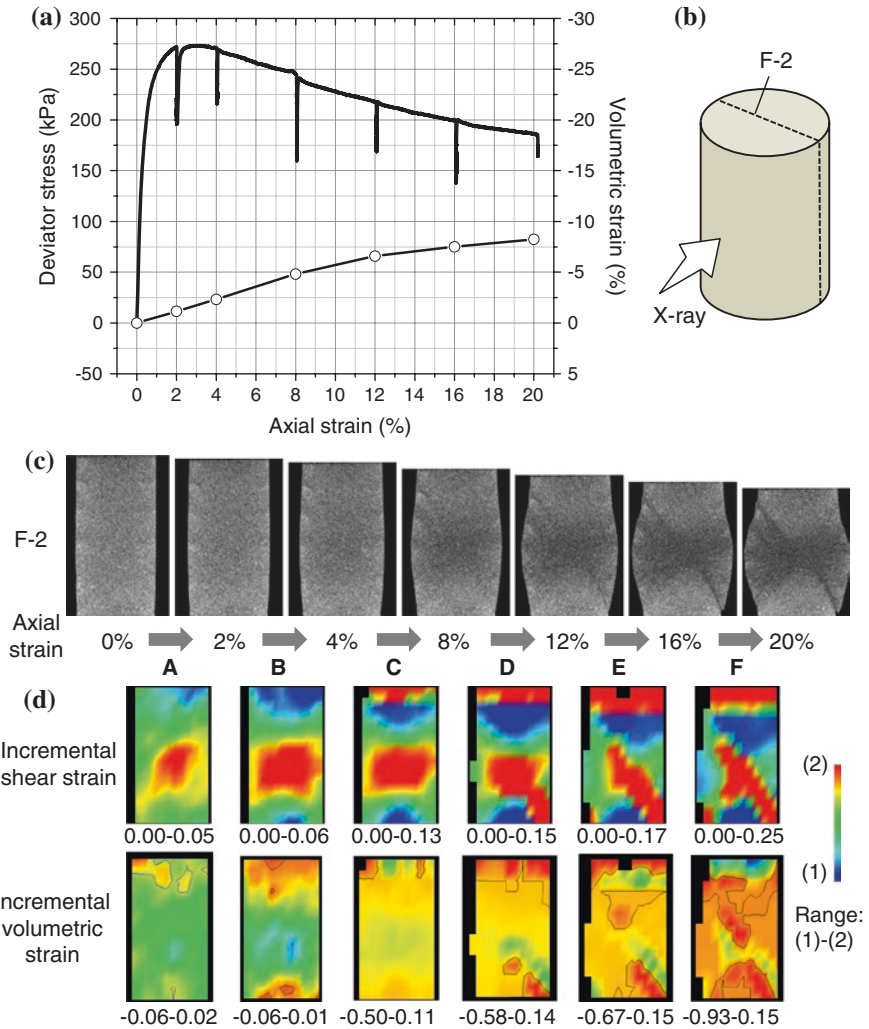 (a)
300
250
200
150
100
50
0
-50
Deviator stress (kPa)
-30
-25
-20
-15
-10
-5
-0
5
Volumetric strain (%)
0 2 4 6 8 10 12 14 16 18 20
Axial strain (%)
(b)
F-2
X-ray
(c)
F-2
Axial strain
0% 2% 4% 8% 12% 16% 20%
A B C D E F
(d)
Incremental
shear strain
0.00-0.05 0.00-0.06 0.00-0.13 0.00-0.15 0.00-0.17 0.00-0.25
(2)
(1)
Range:
(1)-(2)
ncremental
volumetric
strain
-0.06-0.02 -0.06-0.01 -0.50-0.11 -0.58-0.14 -0.67-0.15 -0.93-0.15